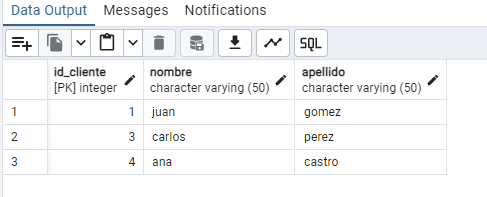 Data Output Messages Notifications
SQL
id_cliente nombre apellido
[PK] integer character varying (50) character varying (50)
1 1 juan gomez
2 3 carlos perez
3 4 ana castro